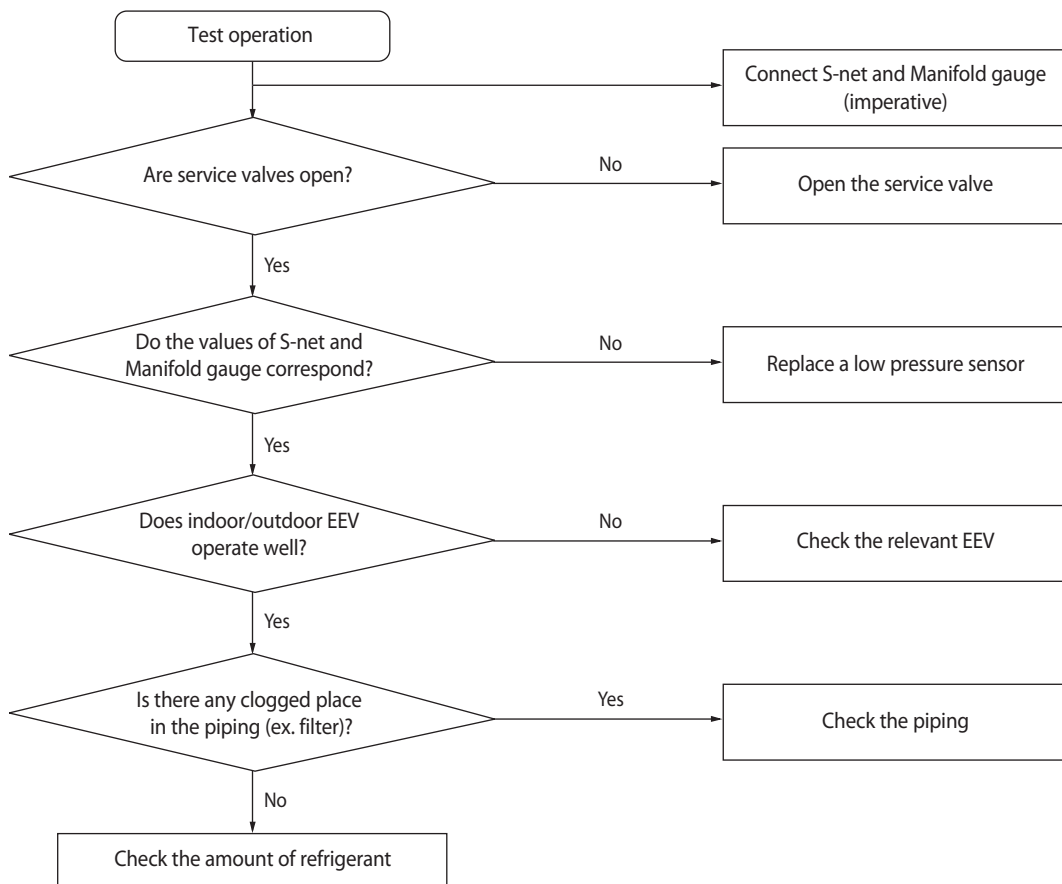 Test operation
Connect S-net and Manifold gauge
(imperative)
Are service valves open?
No
Open the service valve
Yes
Do the values of S-net and
Manifold gauge correspond?
No
Replace a low pressure sensor
Yes
Does indoor/outdoor EEV
operate well?
No
Check the relevant EEV
Yes
Is there any clogged place
in the piping (ex. filter)?
Yes
Check the piping
No
Check the amount of refrigerant